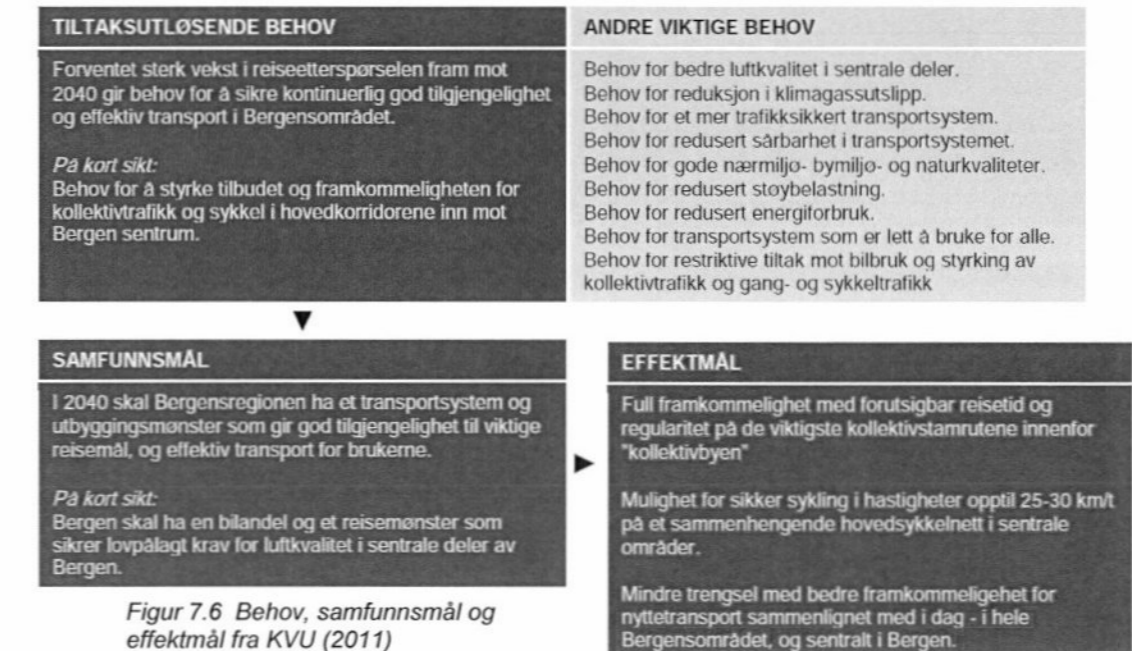 TILTAKSUTLØSENDE BEHOV
Forventet sterk vekst i reiseetterspørselen fram mot
2040 gir behov for å sikre kontinuerlig god tilgjengelighet
og effektiv transport i Bergensområdet.
På kort sikt:
Behov for å styrke tilbudet og framkommeligheten for
kollektivtrafikk og sykkel i hovedkorridorene inn mot
Bergen sentrum.
ANDRE VIKTIGE BEHOV
Behov for bedre luftkvalitet i sentrale deler.
Behov for reduksjon i klimagassutslipp.
Behov for et mer trafikksikkert transportsystem.
Behov for redusert sårbarhet i transportsystemet.
Behov for gode nærmiljø- bymiljø- og naturkvaliteter.
Behov for redusert støybelastning.
Behov for redusert energiforbruk.
Behov for transportsystem som er lett å bruke for alle.
Behov for restriktive tiltak mot bilbruk og styrking av
kollektivtrafikk og gang- og sykkeltrafikk
SAMFUNNSMÅL
I 2040 skal Bergensregionen ha et transportsystem og
utbyggingsmønster som gir god tilgjengelighet til viktige
reisemål, og effektiv transport for brukerne.
På kort sikt:
Bergen skal ha en bilandel og et reisemønster som
sikrer lovpålagt krav for luftkvalitet i sentrale deler av
Bergen.
EFFEKTMÅL
Full framkommelighet med forutsigbar reisetid og
regularitet på de viktigste kollektivstamrutene innenfor
"kollektivbyen"
Mulighet for sikker sykling i hastigheter opptil 25-30 km/t
på et sammenhengende hovedsykkelnett i sentrale
områder.
Mindre trengsel med bedre framkommeligehet for
nyttetransport sammenlignet med i dag - i hele
Bergensområdet, og sentralt i Bergen.
Figur 7.6 Behov, samfunnsmål og
effektmål fra KVU (2011)